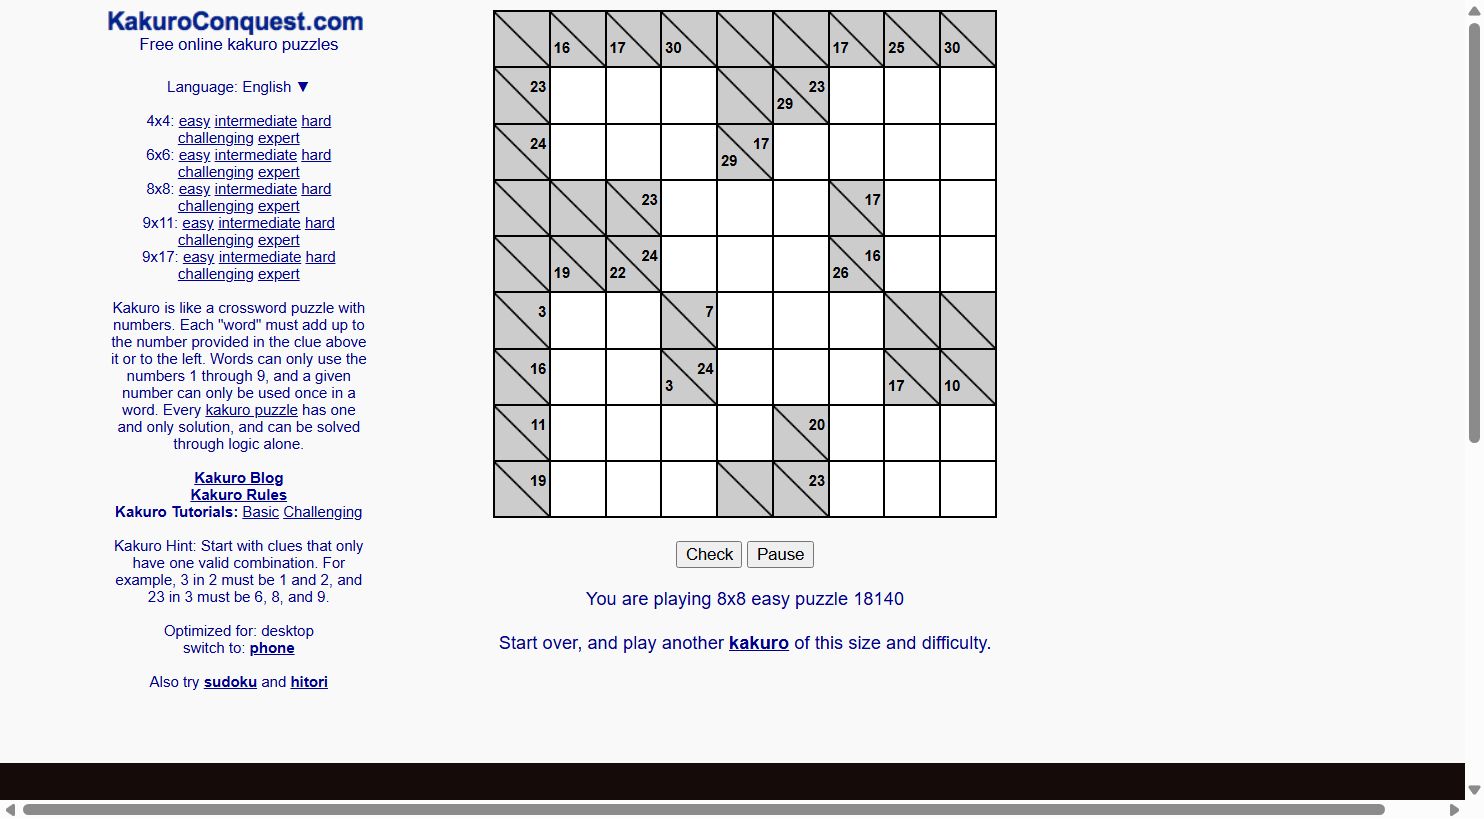 KakuroConquest.com
Free online kakuro puzzles
Language: English ▼
4x4: easy intermediate hard
challenging expert
6x6: easy intermediate hard
challenging expert
8x8: easy intermediate hard
challenging expert
9x11: easy intermediate hard
challenging expert
9x17: easy intermediate hard
challenging expert
Kakuro is like a crossword puzzle with
numbers. Each "word" must add up to
the number provided in the clue above
it or to the left. Words can only use the
numbers 1 through 9, and a given
number can only be used once in a
word. Every kakuro puzzle has one
and only solution, and can be solved
through logic alone.
Kakuro Blog
Kakuro Rules
Kakuro Tutorials: Basic Challenging
Kakuro Hint: Start with clues that only
have one valid combination. For
example, 3 in 2 must be 1 and 2, and
23 in 3 must be 6, 8, and 9.
Optimized for: desktop
switch to: phone
Also try sudoku and hitori
16 17 30 17 25 30
23 23
29
24 17
29
23 17
24 16
19 22 26
3 7
16 24
3 17 10
11 20
19 23
Check Pause
You are playing 8x8 easy puzzle 18140
Start over, and play another kakuro of this size and difficulty.